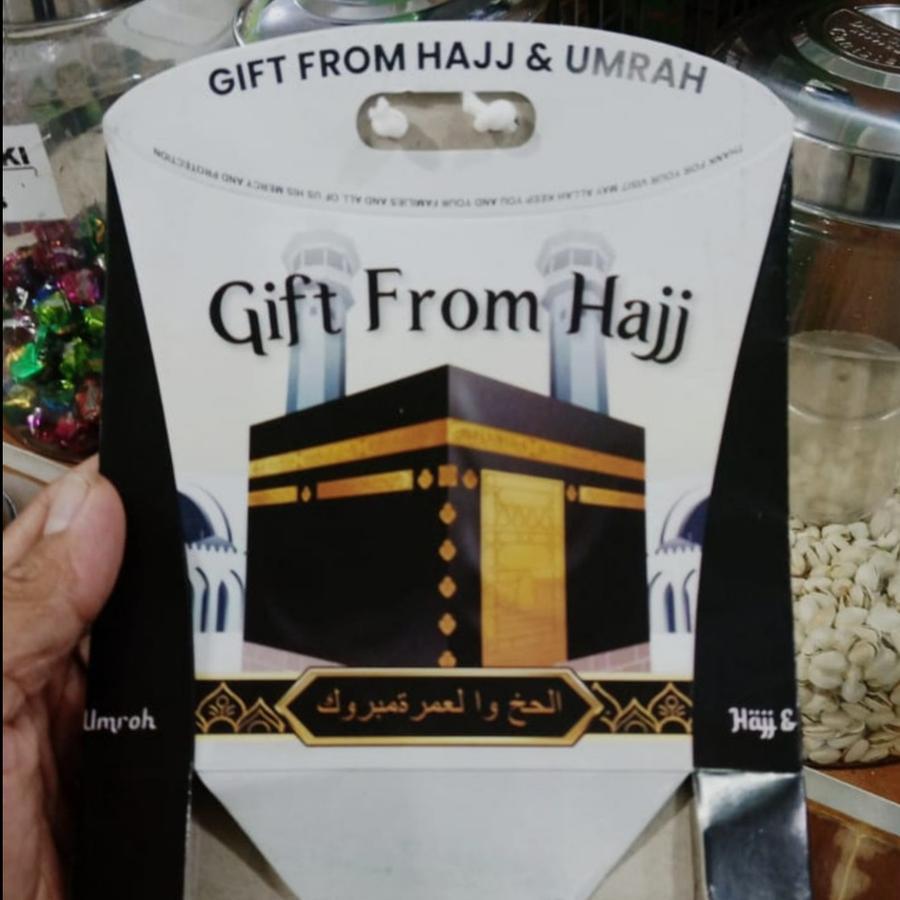 GIFT FROM HAJJ & UMRAH
THANK FOR YOUR VISIT MAY ALLAH KEEP YOU AND YOUR FAMILIES AND ALL OF US HIS MERCY AND PROTECTION
Gift From Hajj
الحخ وا لعمرةمبروك
Umroh
Hajj &
KI